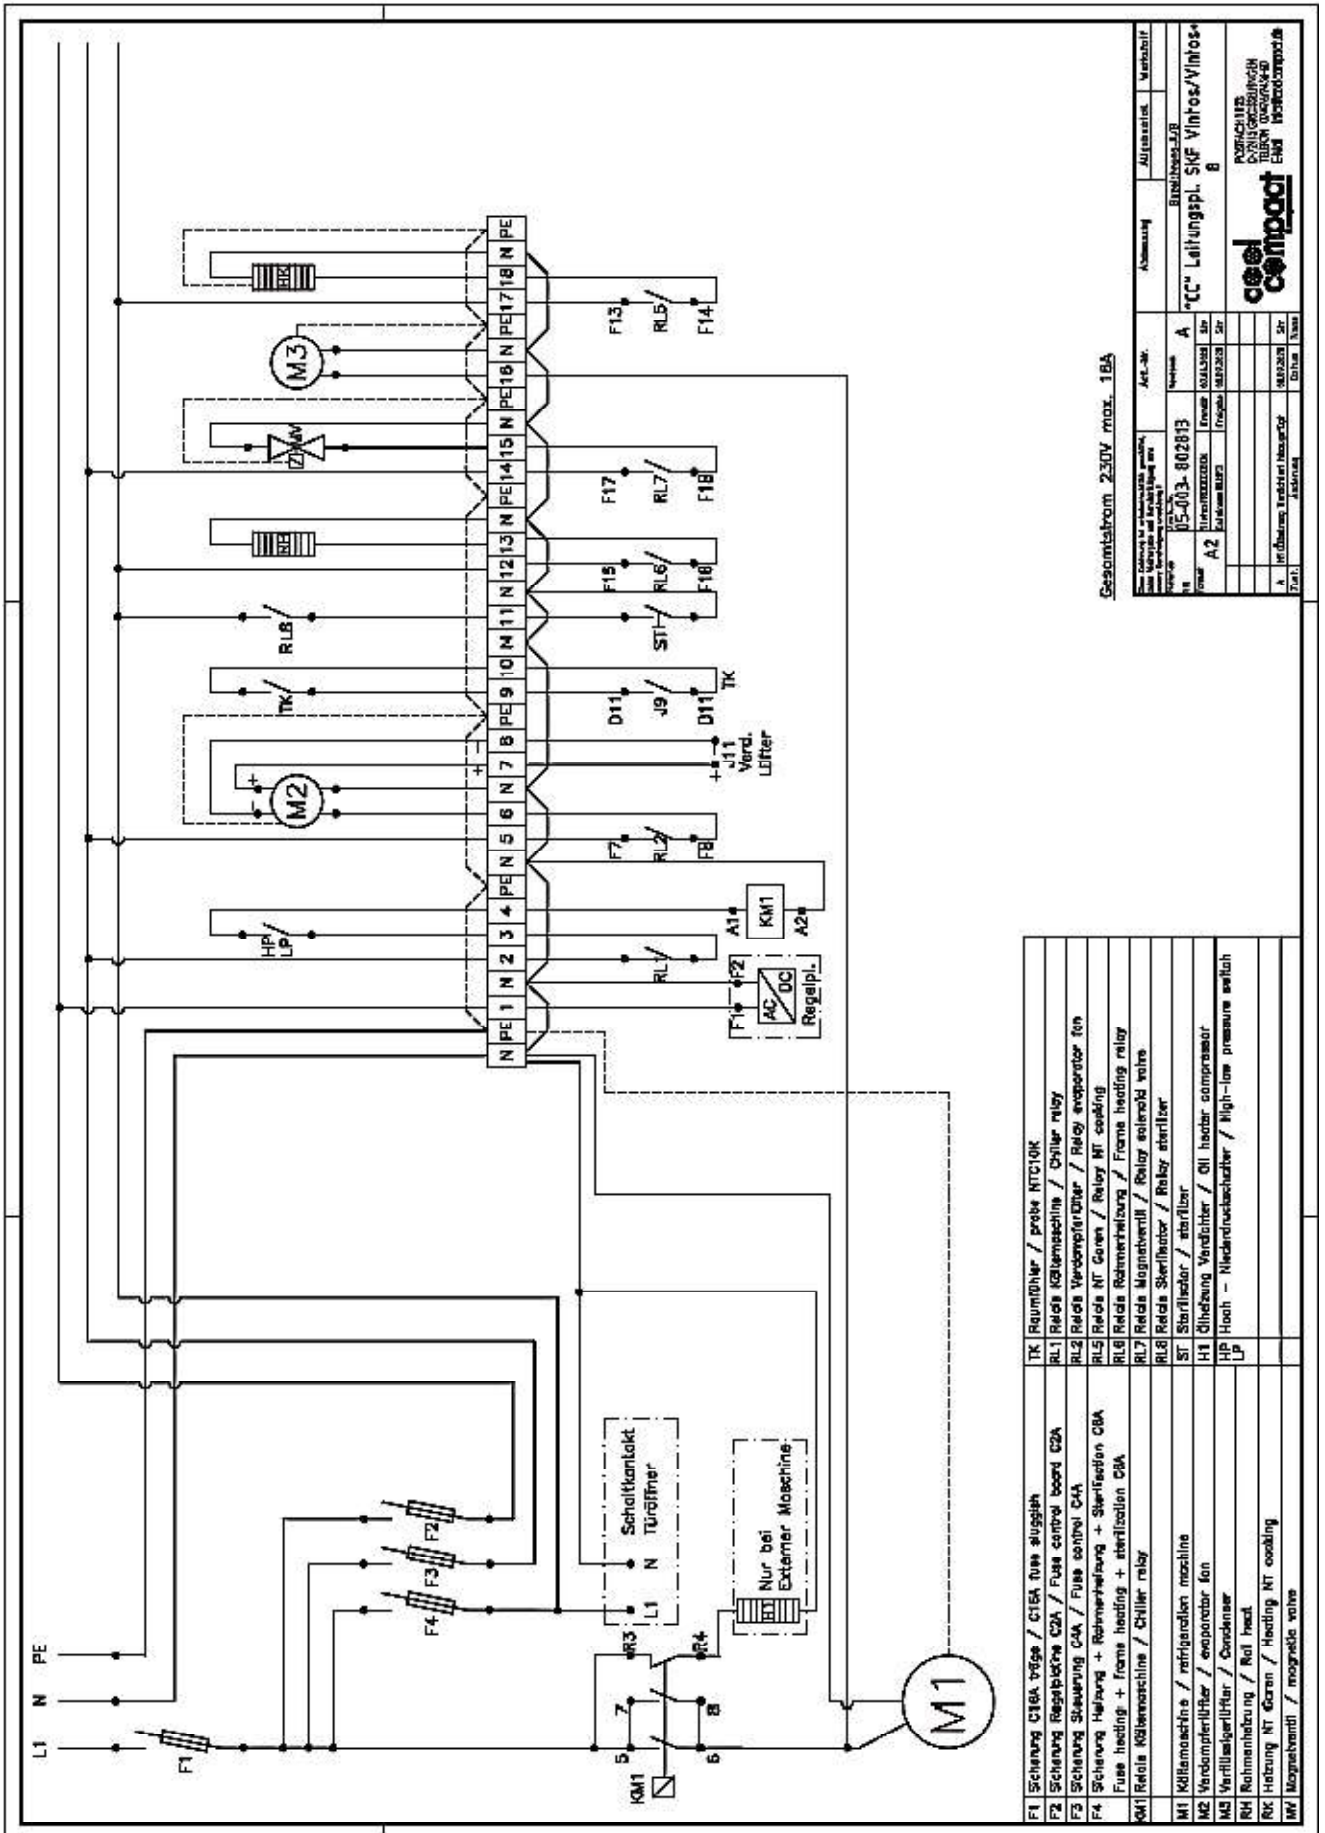 L1 N PE
F1
F4 F3 F2
KM1
5 7 R3
6 8 R4
L1 N
Schaltkontakt
Türöffner
H1
Nur bei
Externer Maschine
M1
N PE 1 N 2 3 4 PE N 5 6 N 7 8 PE 9 10 N 11 N 12 13 N PE 14 15 N PE 16 N PE 17 18 N PE
HP
LP
M2
- +
+ -
TK
RL8
MV
M3
HK
F1 F2
AC
DC
Regelpl.
RL1
A1
KM1
A2
F7
RL2
F8
+ -
J11
Verd.
Lüfter
D11
J9
D11
TK
ST
F15
RL6
F16
F17
RL7
F18
F13
RL5
F14
Gesamtstrom 230V max. 16A
F1 Sicherung C16A träge / C16A fuse sluggish
F2 Sicherung Regelplatine C2A / Fuse control board C2A
F3 Sicherung Steuerung C4A / Fuse control C4A
F4 Sicherung Heizung + Rahmenheizung + Sterilisation C6A
Fuse heating + frame heating + sterilization C6A
KM1 Relais Kältemaschine / Chiller relay
M1 Kältemaschine / refrigeration machine
M2 Verdampferlüfter / evaporator fan
M3 Verflüssigerlüfter / Condenser
RH Rahmenheizung / Rail heat
RK Heizung NT Garen / Heating NT cooking
MV Magnetventil / magnetic valve
TK Raumfühler / probe NTC10K
RL1 Relais Kältemaschine / Chiller relay
RL2 Relais Verdampferlüfter / Relay evaporator fan
RL5 Relais NT Garen / Relay NT cooking
RL6 Relais Rahmenheizung / Frame heating relay
RL7 Relais Magnetventil / Relay solenoid valve
RL8 Relais Sterilisator / Relay sterilizer
ST Sterilisator / sterilizer
H1 Ölheizung Verdichter / Oil heater compressor
HP Hoch - Niederdruckschalter / High-low pressure switch
LP
Art.-Nr. Abmessung Werkstoff
05-003- 802813 A
A2
"CC" Leitungspl. SKF Vintos/Vintos+
B
cool
compact
POSTFACH 1123